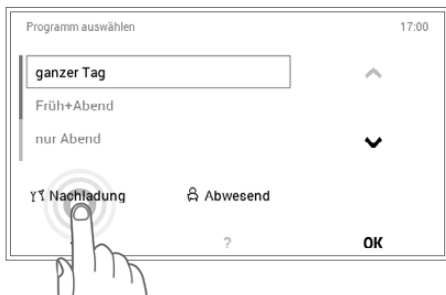 Programm auswählen 17:00
ganzer Tag
Früh+Abend
nur Abend
Nachladung Abwesend
? OK